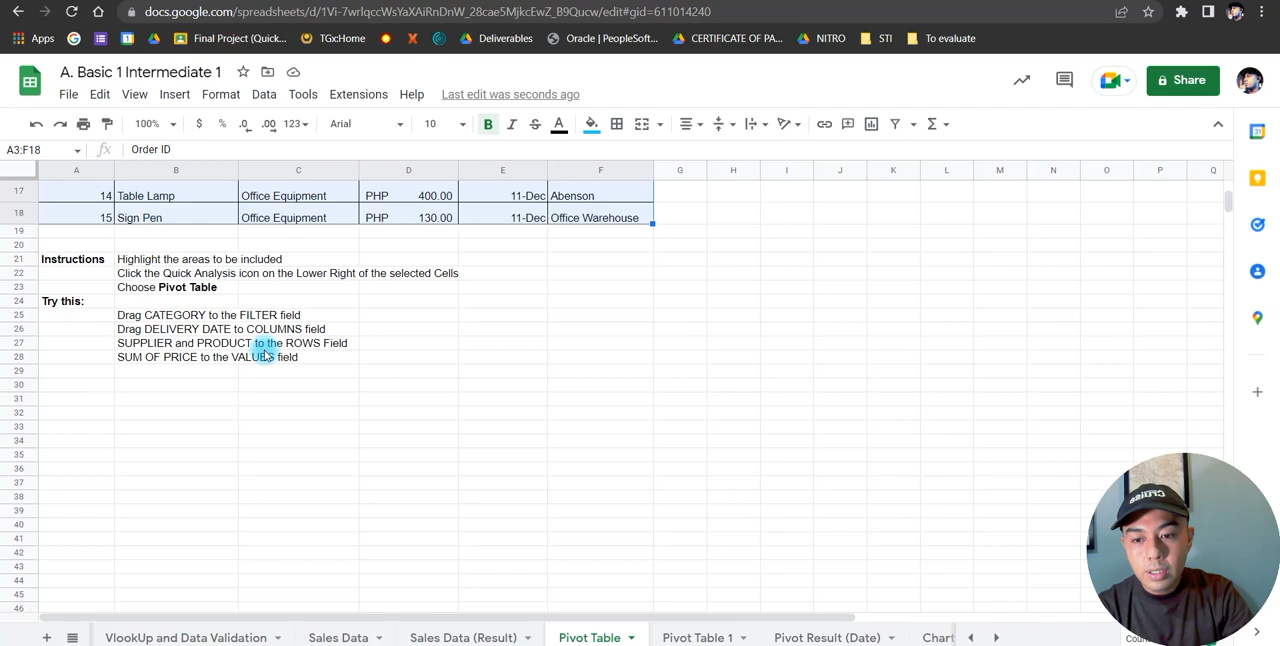 docs.google.com/spreadsheets/d/1Vi-7wrlqccWsYaXAiRnDnW_28cae5MjkcEwZ_B9Qucw/edit#gid=611014240
Apps Final Project (Quick... TGx:Home Deliverables Oracle | PeopleSoft... CERTIFICATE OF PA... NITRO STI To evaluate
A. Basic 1 Intermediate 1
Share
File Edit View Insert Format Data Tools Extensions Help Last edit was seconds ago
100% $ % .0 .00 123 Arial 10 B I S A Σ
A3:F18 fx Order ID
A B C D E F G H I J K L M N O P Q
17 14 Table Lamp Office Equipment PHP 400.00 11-Dec Abenson
18 15 Sign Pen Office Equipment PHP 130.00 11-Dec Office Warehouse
19
20
21 Instructions Highlight the areas to be included
22 Click the Quick Analysis icon on the Lower Right of the selected Cells
23 Choose Pivot Table
24 Try this:
25 Drag CATEGORY to the FILTER field
26 Drag DELIVERY DATE to COLUMNS field
27 SUPPLIER and PRODUCT to the ROWS Field
28 SUM OF PRICE to the VALUES field
29
30
31
32
33
34
35
36
37
38
39
40
41
42
43
44
45
46
VlookUp and Data Validation Sales Data Sales Data (Result) Pivot Table Pivot Table 1 Pivot Result (Date) Chart